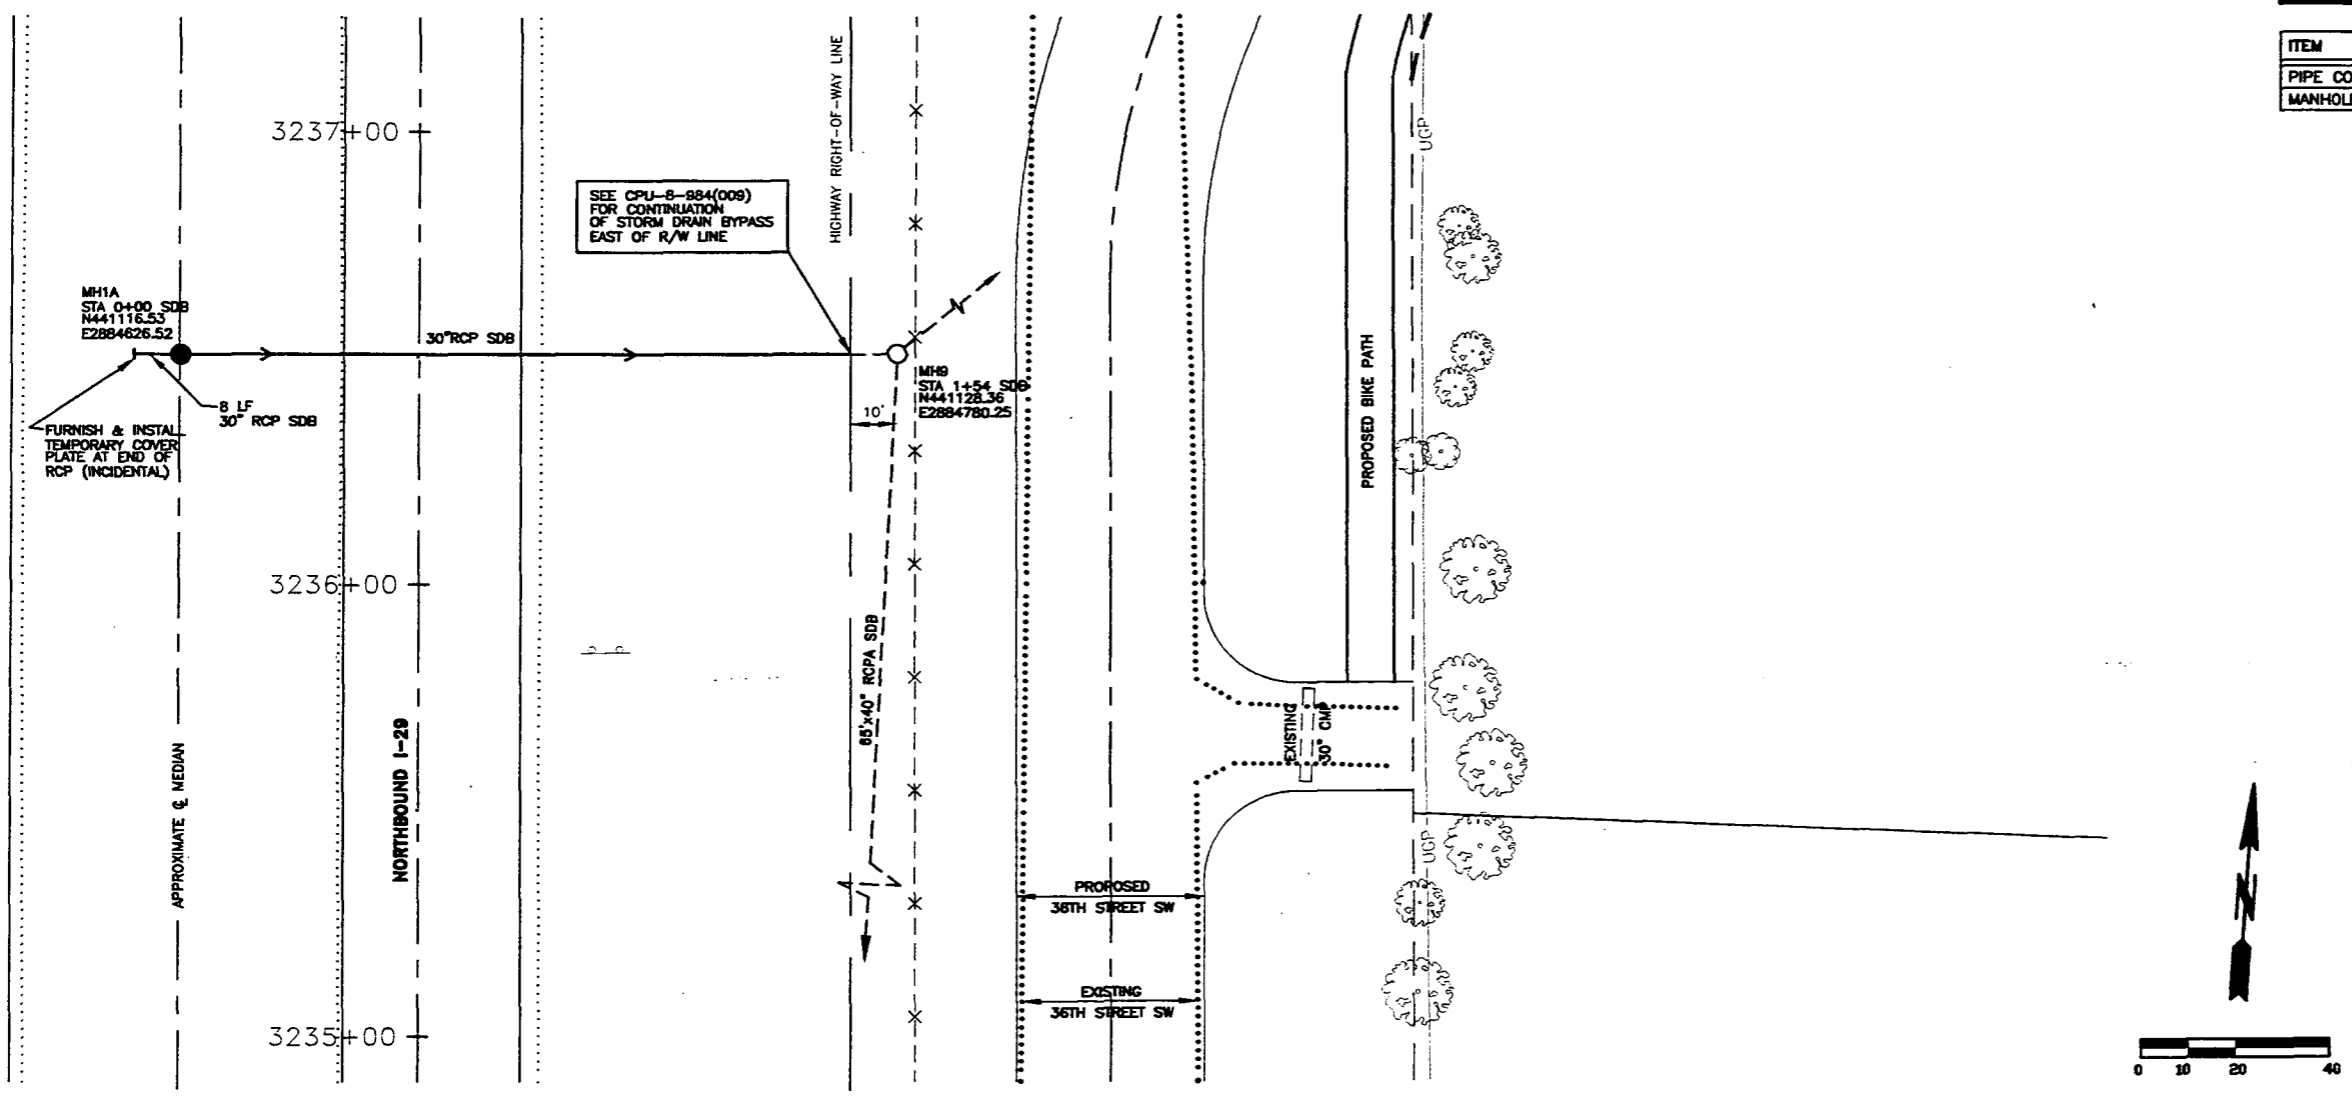 ITEM
PIPE CO
MANHOL
HIGHWAY RIGHT-OF-WAY LINE
3237+00
UGP
SEE CPU-8-984(009)
FOR CONTINUATION
OF STORM DRAIN BYPASS
EAST OF R/W LINE
MH1A
STA 0+00 SDB
N441116.53
E2884626.52
30"RCP SDB
MH9
STA 1+54 SDB
N441128.36
E2884780.25
10'
8 LF
30" RCP SDB
FURNISH & INSTAL
TEMPORARY COVER
PLATE AT END OF
RCP (INCIDENTAL)
PROPOSED BIKE PATH
3236+00
65"x40" RCPA SDB
EXISTING
30" CMP
APPROXIMATE ℄ MEDIAN
NORTHBOUND I-29
UGP
PROPOSED
36TH STREET SW
EXISTING
36TH STREET SW
N
3235+00
0 10 20 40